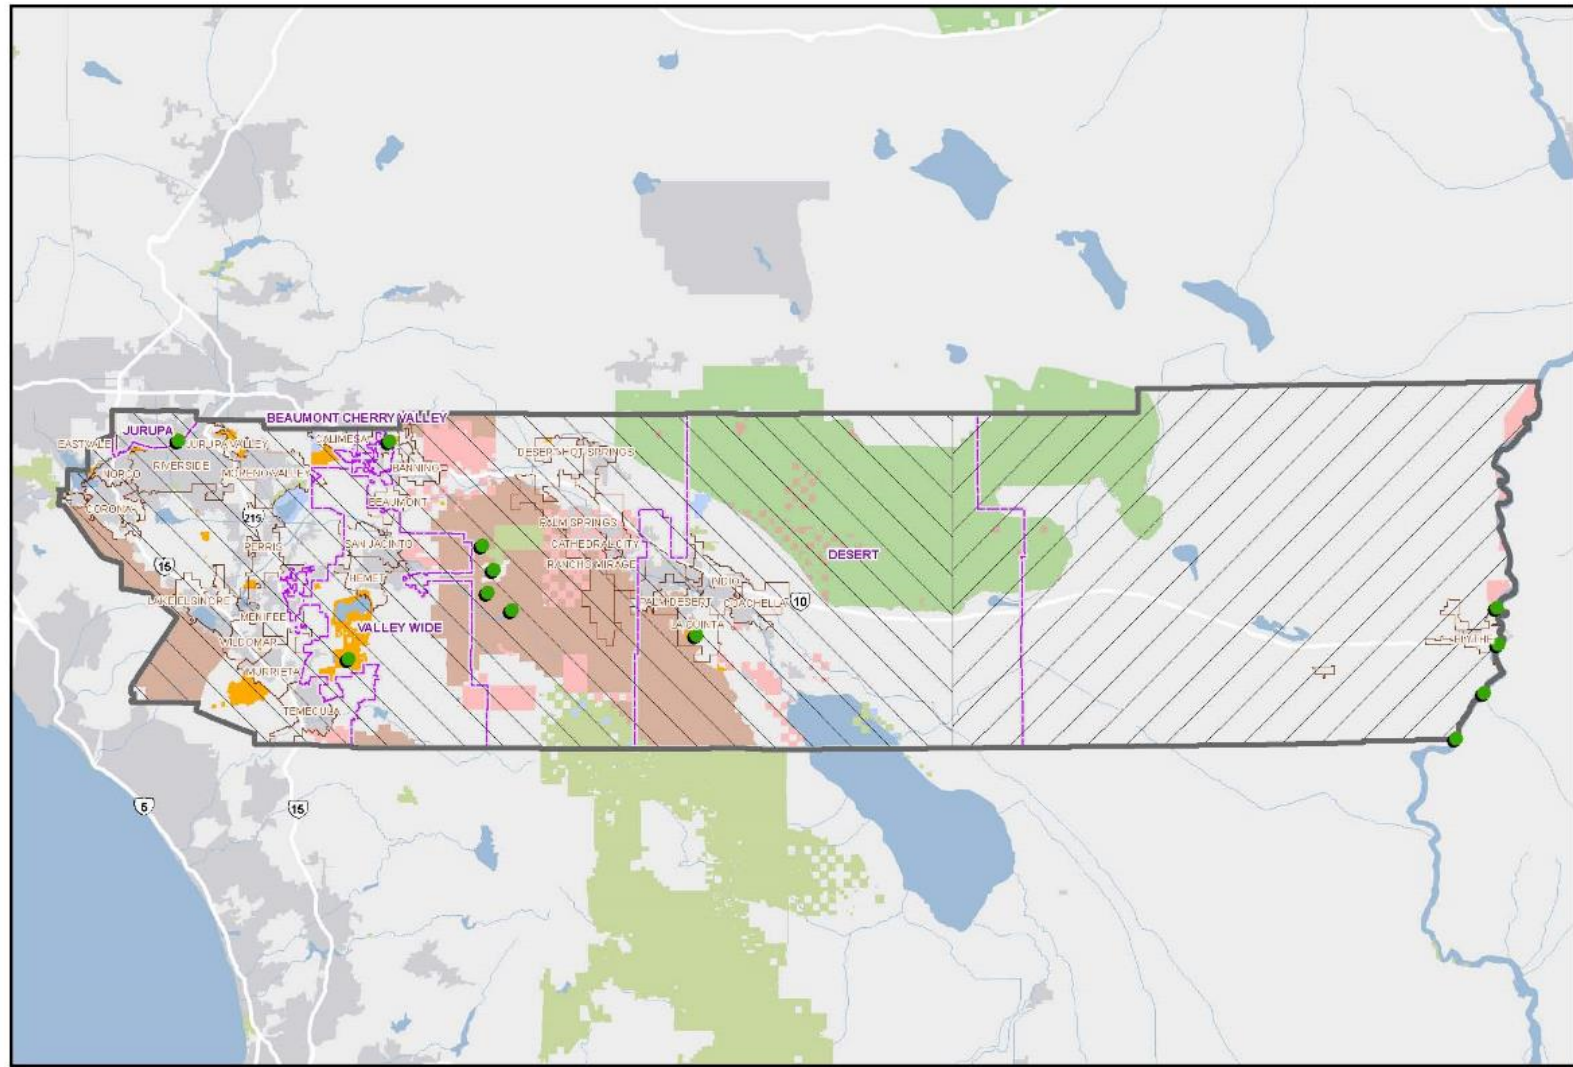 BEAUMONT CHERRY VALLEY
JURUPA
EASTVALE
JURUPA VALLEY
CALIMESA
RIVERSIDE
NORCO
MORENO VALLEY
BANNING
DESERT HOT SPRINGS
CORONA
BEAUMONT
215
PALM SPRINGS
PERRIS
SAN JACINTO
CATHEDRAL CITY
DESERT
15
RANCHO MIRAGE
HEMET
INDIO
LAKE ELSINORE
PALM DESERT
COACHELLA
10
MENIFEE
VALLEY WIDE
LA QUINTA
WILDOMAR
BLYTHE
MURRIETA
TEMECULA
5
15